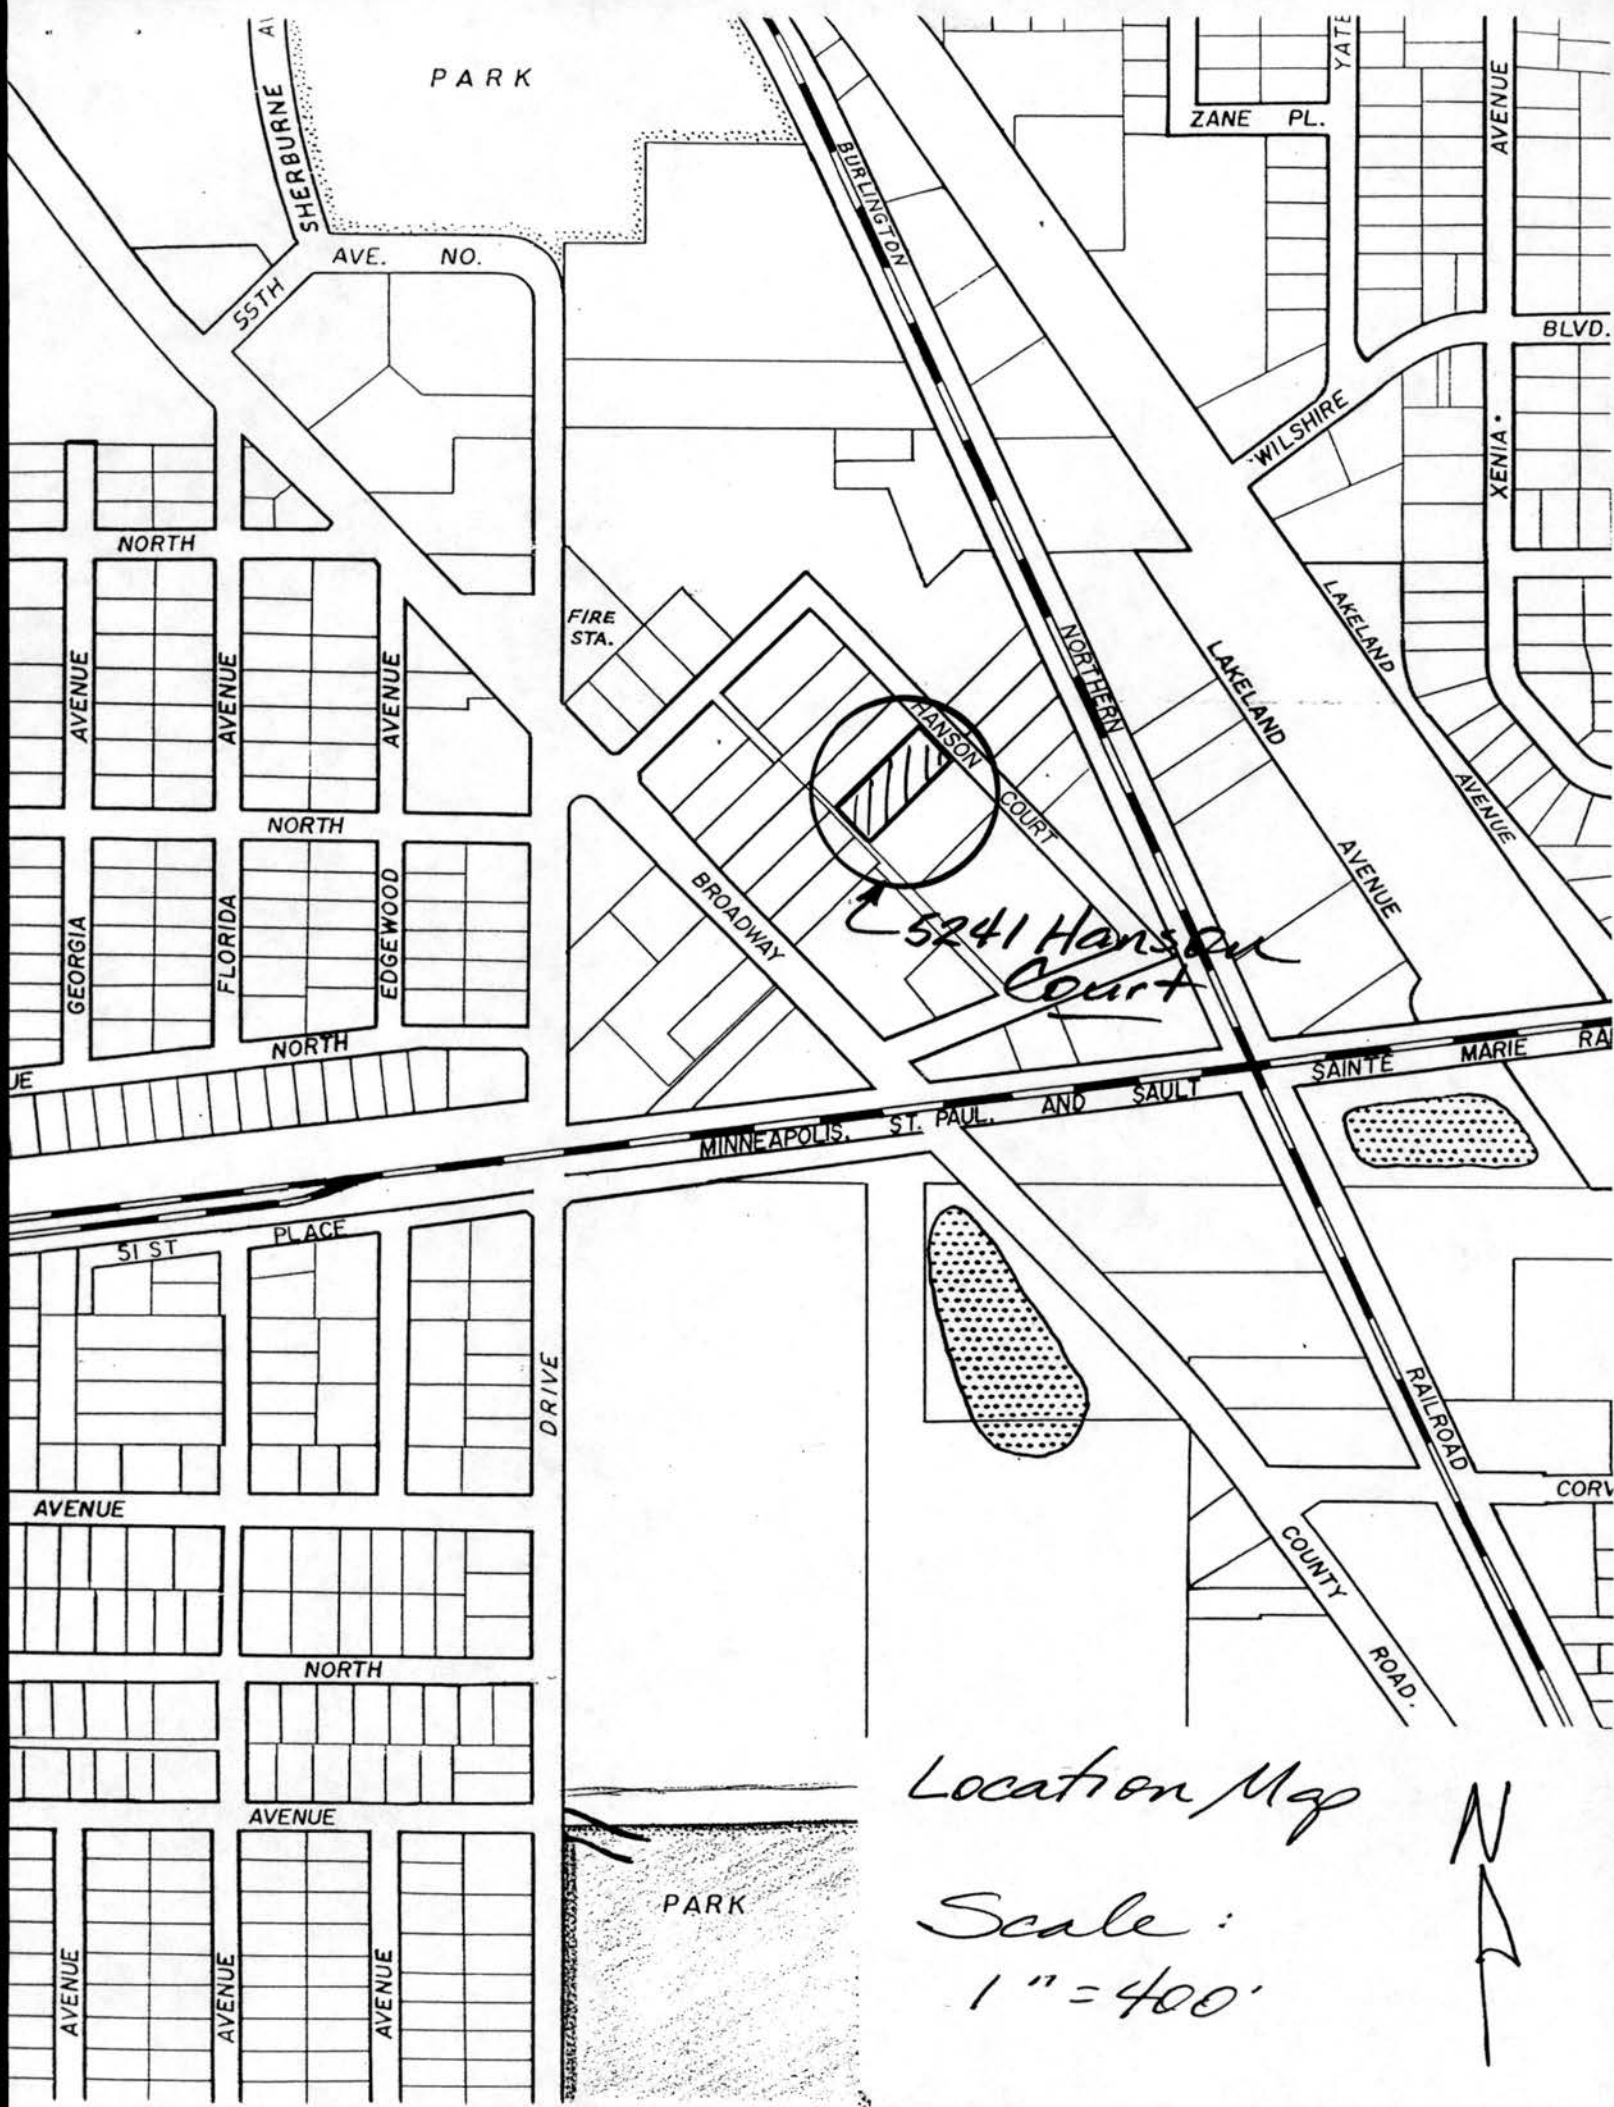 PARK
SHERBURNE
AVE. NO.
55TH
BURLINGTON
ZANE PL.
AVENUE
BLVD.
WILSHIRE
XENIA
NORTH
FIRE
STA.
AVENUE
AVENUE
AVENUE
NORTHERN
LAKELAND
LAKELAND
HANSON
COURT
AVENUE
AVENUE
NORTH
GEORGIA
FLORIDA
EDGEWOOD
BROADWAY
5241 Hanson
Court
NORTH
MINNEAPOLIS, ST. PAUL, AND SAULT SAINTE MARIE
51 ST PLACE
DRIVE
RAILROAD
AVENUE
COUNTY
ROAD.
NORTH
AVENUE
Location Map
N
PARK
Scale :
1" = 400'
AVENUE
AVENUE
AVENUE